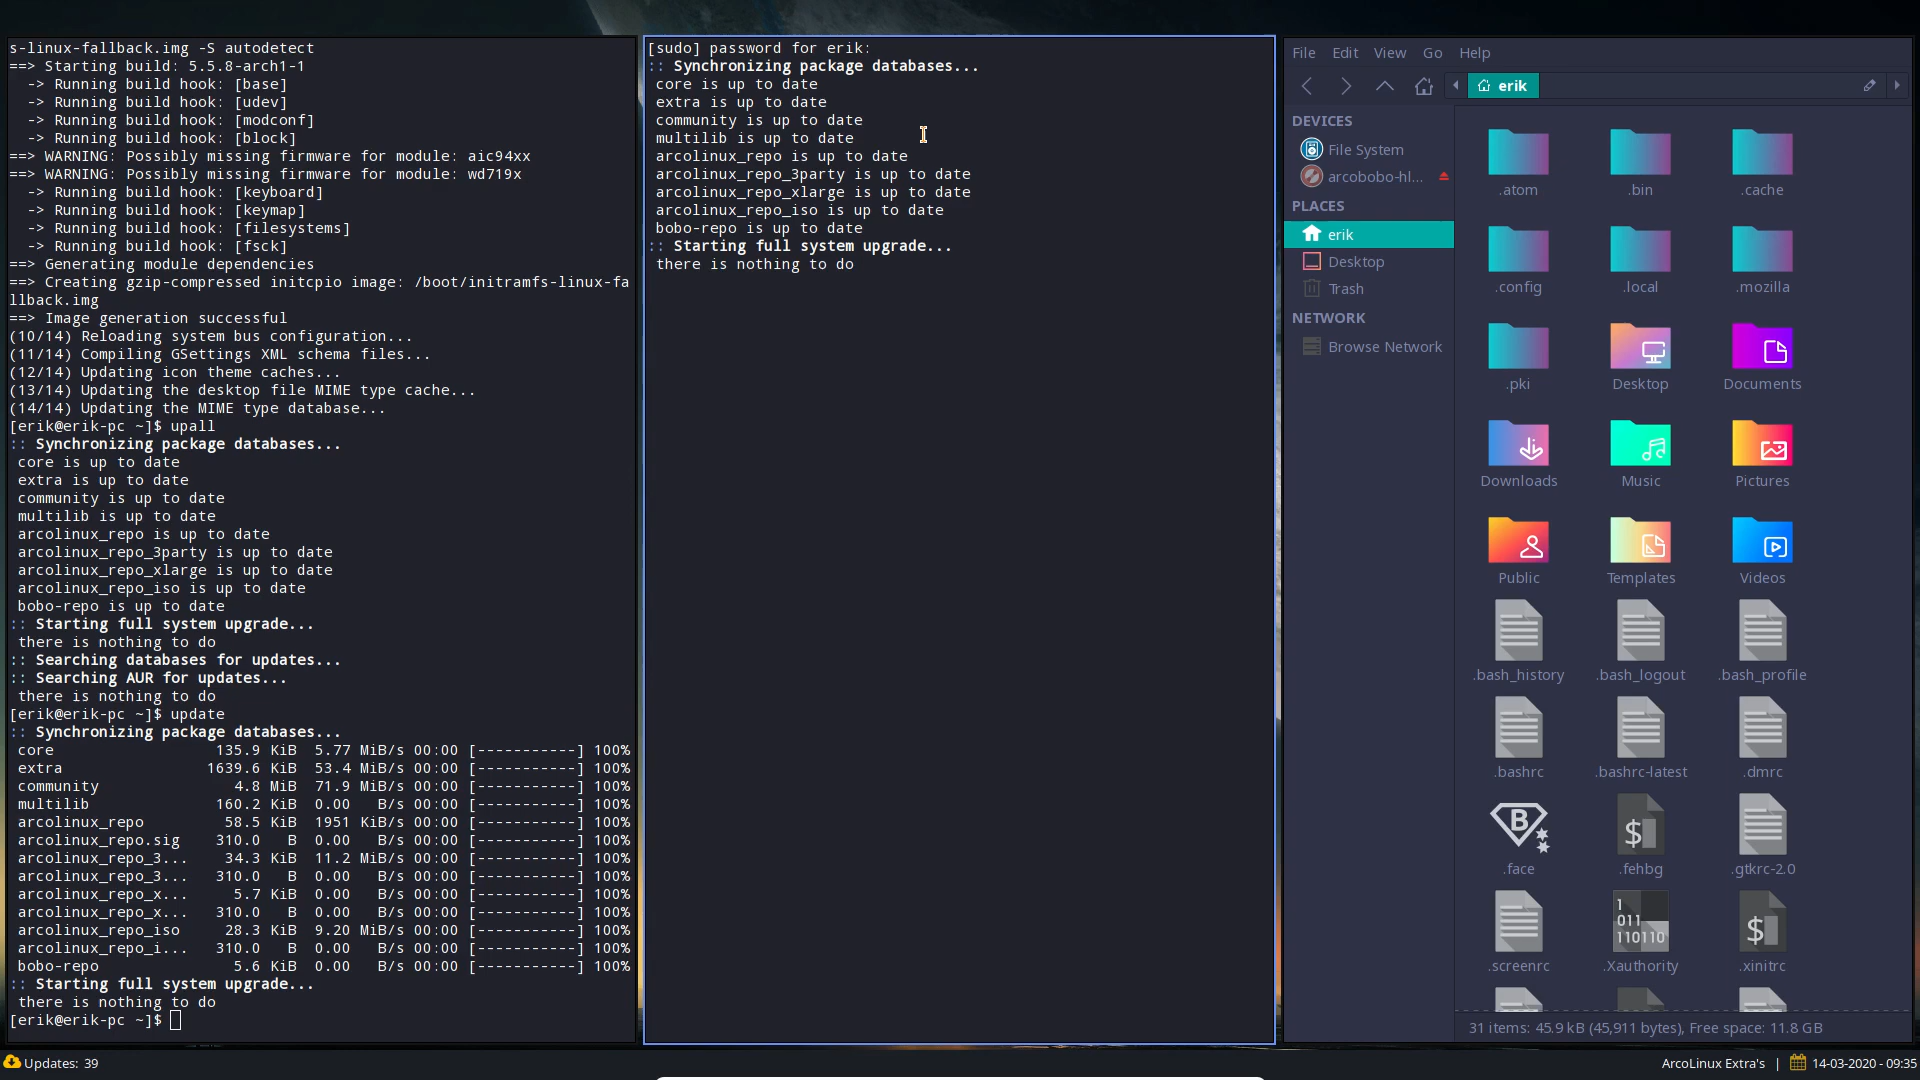 s-linux-fallback.img -S autodetect
==> Starting build: 5.5.8-arch1-1
  -> Running build hook: [base]
  -> Running build hook: [udev]
  -> Running build hook: [modconf]
  -> Running build hook: [block]
==> WARNING: Possibly missing firmware for module: aic94xx
==> WARNING: Possibly missing firmware for module: wd719x
  -> Running build hook: [keyboard]
  -> Running build hook: [keymap]
  -> Running build hook: [filesystems]
  -> Running build hook: [fsck]
==> Generating module dependencies
==> Creating gzip-compressed initcpio image: /boot/initramfs-linux-fa
llback.img
==> Image generation successful
(10/14) Reloading system bus configuration...
(11/14) Compiling GSettings XML schema files...
(12/14) Updating icon theme caches...
(13/14) Updating the desktop file MIME type cache...
(14/14) Updating the MIME type database...
[erik@erik-pc ~]$ upall
:: Synchronizing package databases...
 core is up to date
 extra is up to date
 community is up to date
 multilib is up to date
 arcolinux_repo is up to date
 arcolinux_repo_3party is up to date
 arcolinux_repo_xlarge is up to date
 arcolinux_repo_iso is up to date
 bobo-repo is up to date
:: Starting full system upgrade...
 there is nothing to do
:: Searching databases for updates...
:: Searching AUR for updates...
 there is nothing to do
[erik@erik-pc ~]$ update
:: Synchronizing package databases...
 core 135.9 KiB 5.77 MiB/s 00:00 [-----------] 100%
 extra 1639.6 KiB 53.4 MiB/s 00:00 [-----------] 100%
 community 4.8 MiB 71.9 MiB/s 00:00 [-----------] 100%
 multilib 160.2 KiB 0.00 B/s 00:00 [-----------] 100%
 arcolinux_repo 58.5 KiB 1951 KiB/s 00:00 [-----------] 100%
 arcolinux_repo.sig 310.0 B 0.00 B/s 00:00 [-----------] 100%
 arcolinux_repo_3... 34.3 KiB 11.2 MiB/s 00:00 [-----------] 100%
 arcolinux_repo_3... 310.0 B 0.00 B/s 00:00 [-----------] 100%
 arcolinux_repo_x... 5.7 KiB 0.00 B/s 00:00 [-----------] 100%
 arcolinux_repo_x... 310.0 B 0.00 B/s 00:00 [-----------] 100%
 arcolinux_repo_iso 28.3 KiB 9.20 MiB/s 00:00 [-----------] 100%
 arcolinux_repo_i... 310.0 B 0.00 B/s 00:00 [-----------] 100%
 bobo-repo 5.6 KiB 0.00 B/s 00:00 [-----------] 100%
:: Starting full system upgrade...
 there is nothing to do
[erik@erik-pc ~]$
[sudo] password for erik:
:: Synchronizing package databases...
 core is up to date
 extra is up to date
 community is up to date
 multilib is up to date
 arcolinux_repo is up to date
 arcolinux_repo_3party is up to date
 arcolinux_repo_xlarge is up to date
 arcolinux_repo_iso is up to date
 bobo-repo is up to date
:: Starting full system upgrade...
 there is nothing to do
File Edit View Go Help
erik
DEVICES
File System
arcobobo-hl...
PLACES
erik
Desktop
Trash
NETWORK
Browse Network
.atom .bin .cache
.config .local .mozilla
.pki Desktop Documents
Downloads Music Pictures
Public Templates Videos
.bash_history .bash_logout .bash_profile
.bashrc .bashrc-latest .dmrc
B
$
.face .fehbg .gtkrc-2.0
1
011
110110
$
.screenrc .Xauthority .xinitrc
31 items: 45.9 kB (45,911 bytes), Free space: 11.8 GB
Updates: 39
ArcoLinux Extra's | 14-03-2020 - 09:35